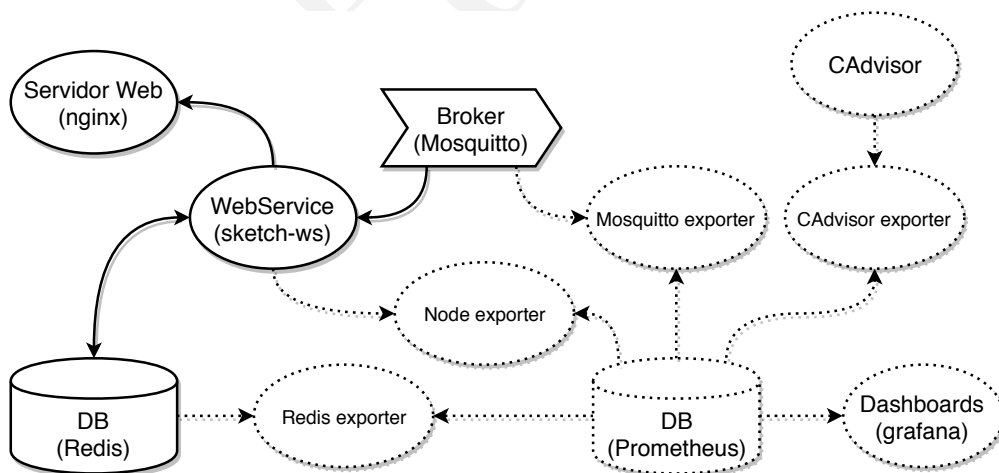 CAdvisor
Servidor Web
(nginx)
Broker
(Mosquitto)
WebService
(sketch-ws)
Mosquitto exporter
CAdvisor exporter
Node exporter
DB
(Redis)
Redis exporter
DB
(Prometheus)
Dashboards
(grafana)